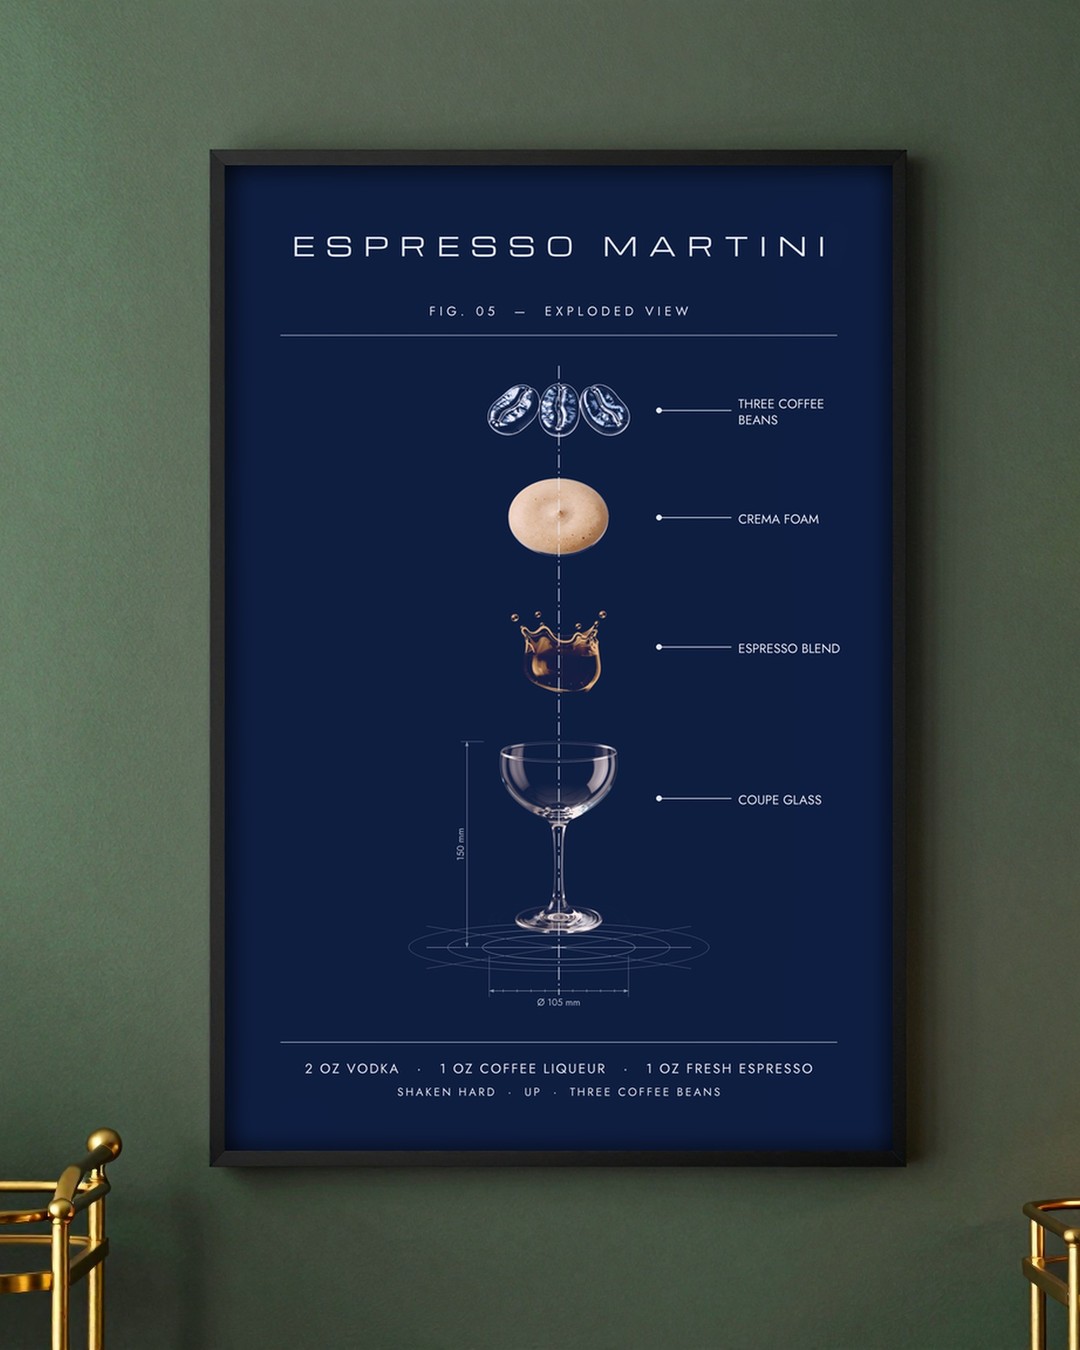 ESPRESSO MARTINI
FIG. 05 — EXPLODED VIEW
THREE COFFEE
BEANS
CREMA FOAM
ESPRESSO BLEND
COUPE GLASS
150 mm
Ø 105 mm
2 OZ VODKA · 1 OZ COFFEE LIQUEUR · 1 OZ FRESH ESPRESSO
SHAKEN HARD · UP · THREE COFFEE BEANS